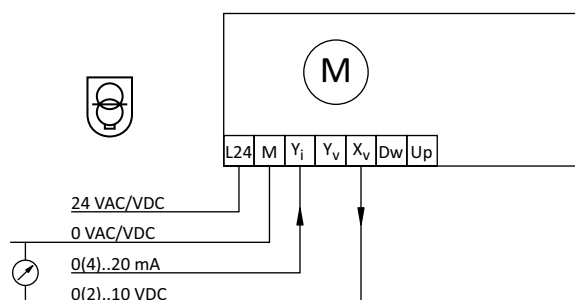 M
L24 M Yi Yv Xv Dw Up
24 VAC/VDC
0 VAC/VDC
0(4)..20 mA
0(2)..10 VDC